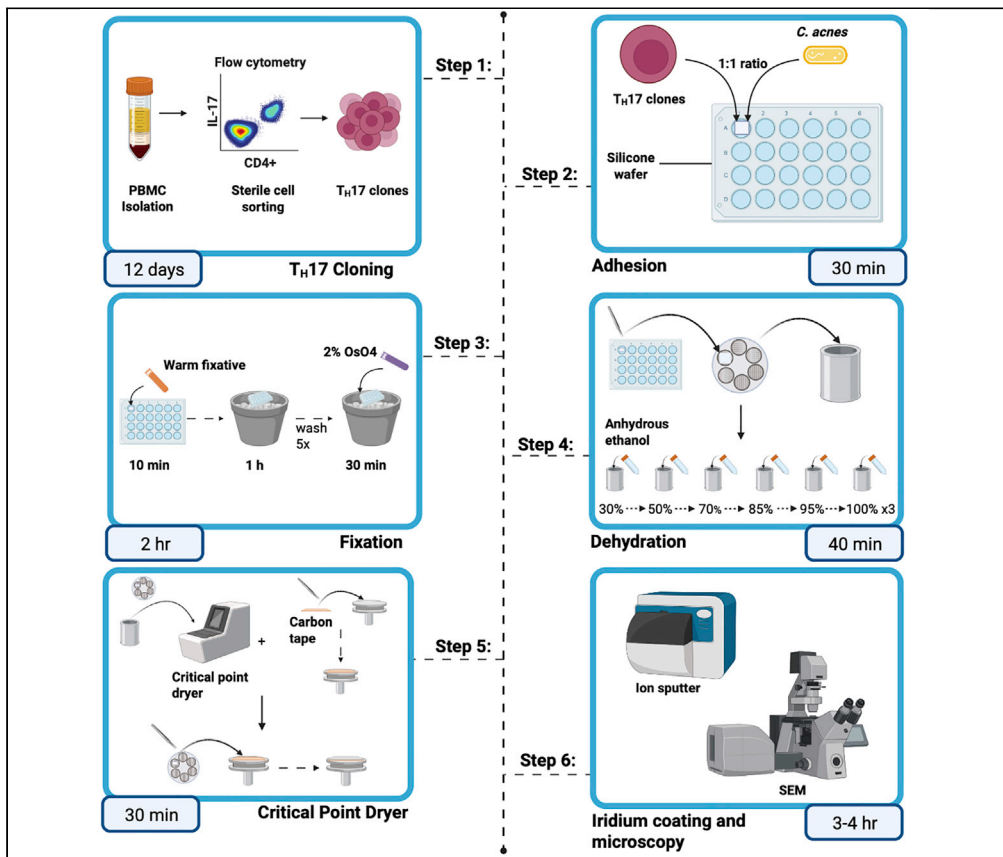 Step 1:
Flow cytometry
IL-17
CD4+
PBMC
Isolation
Sterile cell
sorting
TH17 clones
12 days
TH17 Cloning
Step 2:
C. acnes
1:1 ratio
TH17 clones
Silicone
wafer
2 3 4 5 6
A
B
C
D
Adhesion
30 min
Step 3:
Warm fixative
2% OsO4
wash
5x
10 min
1 h
30 min
2 hr
Fixation
Step 4:
Anhydrous
ethanol
30% 50% 70% 85% 95% 100% x3
Dehydration
40 min
Step 5:
Carbon
tape
+
Critical point
dryer
30 min
Critical Point Dryer
Step 6:
Ion sputter
SEM
Iridium coating and
microscopy
3-4 hr